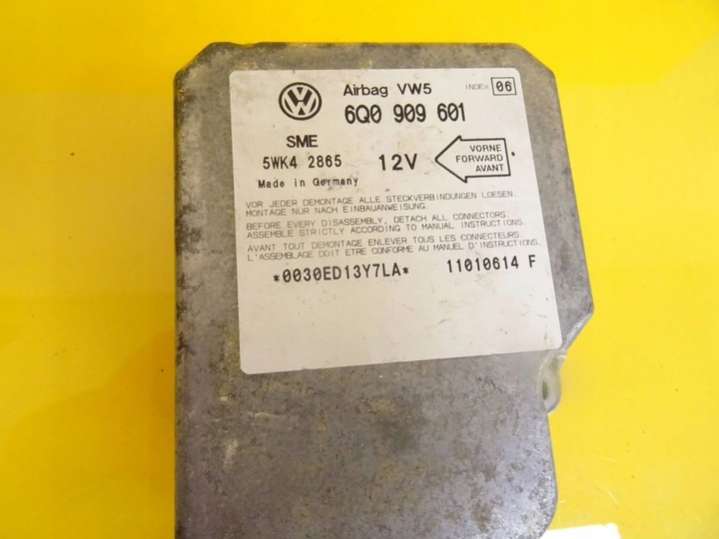 Airbag VW5 INDEX 06
6Q0 909 601
SME
5WK4 2865 12V
VORNE
FORWARD
AVANT
Made in Germany
VOR JEDER DEMONTAGE ALLE STECKVERBINDUNGEN LOESEN.
MONTAGE NUR NACH EINBAUANWEISUNG.
BEFORE EVERY DISASSEMBLY, DETACH ALL CONNECTORS.
ASSEMBLE STRICTLY ACCORDING TO MANUAL INSTRUCTIONS.
AVANT TOUT DEMONTAGE ENLEVER TOUS LES CONNECTEURS.
L'ASSEMBLAGE DOIT ETRE CONFORME AU MANUEL D'INSTRUCTIONS.
*0030ED13Y7LA* 11010614 F